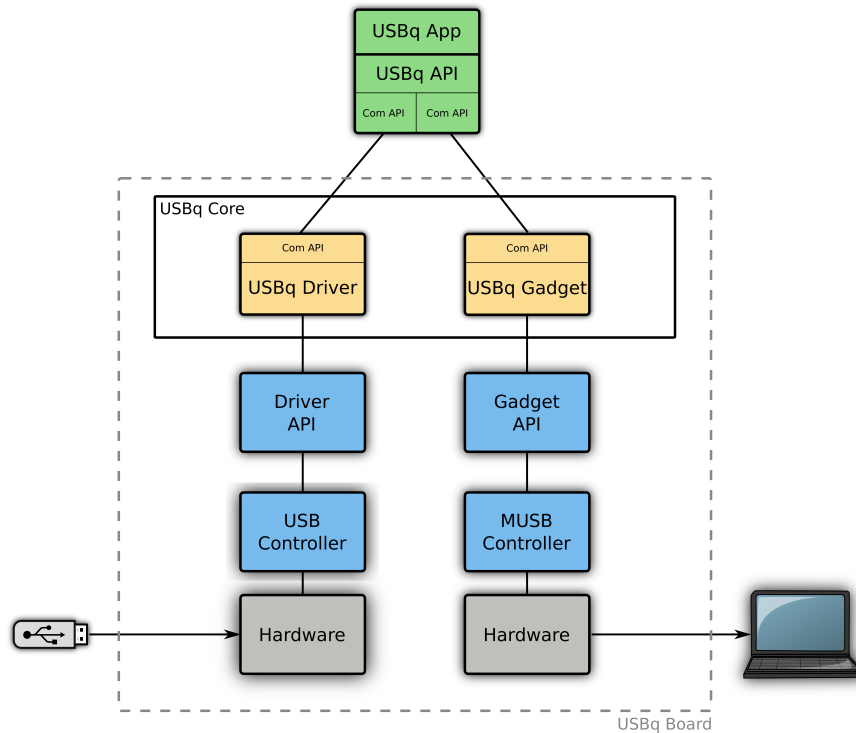 USBq App
USBq API
Com API Com API
USBq Core
Com API Com API
USBq Driver USBq Gadget
Driver
API
Gadget
API
USB
Controller
MUSB
Controller
Hardware Hardware
USBq Board